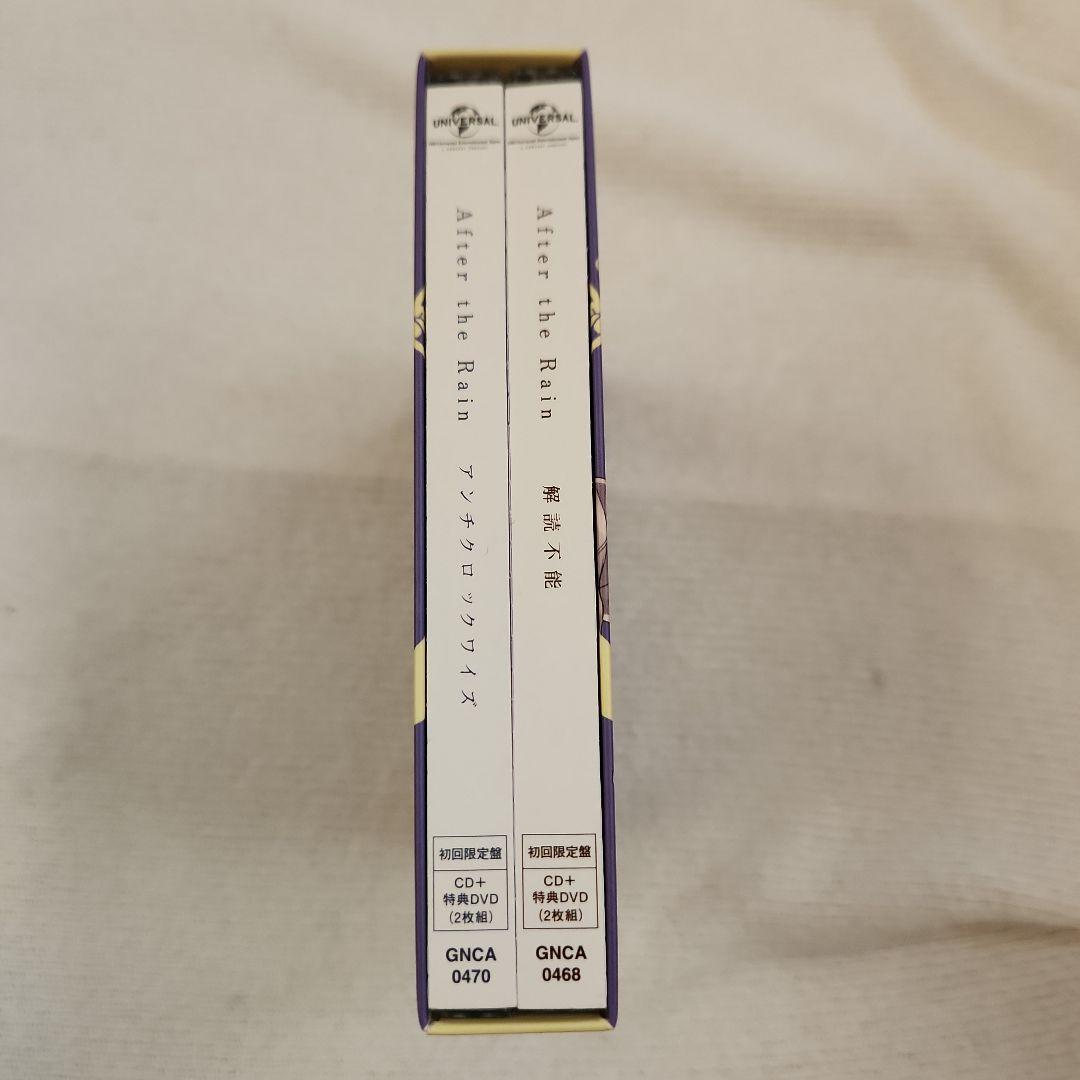 UNIVERSAL
After the Rain アンチクロックワイズ
初回限定盤
CD+
特典DVD
(2枚組)
GNCA
0470
UNIVERSAL
After the Rain 解読不能
初回限定盤
CD+
特典DVD
(2枚組)
GNCA
0468